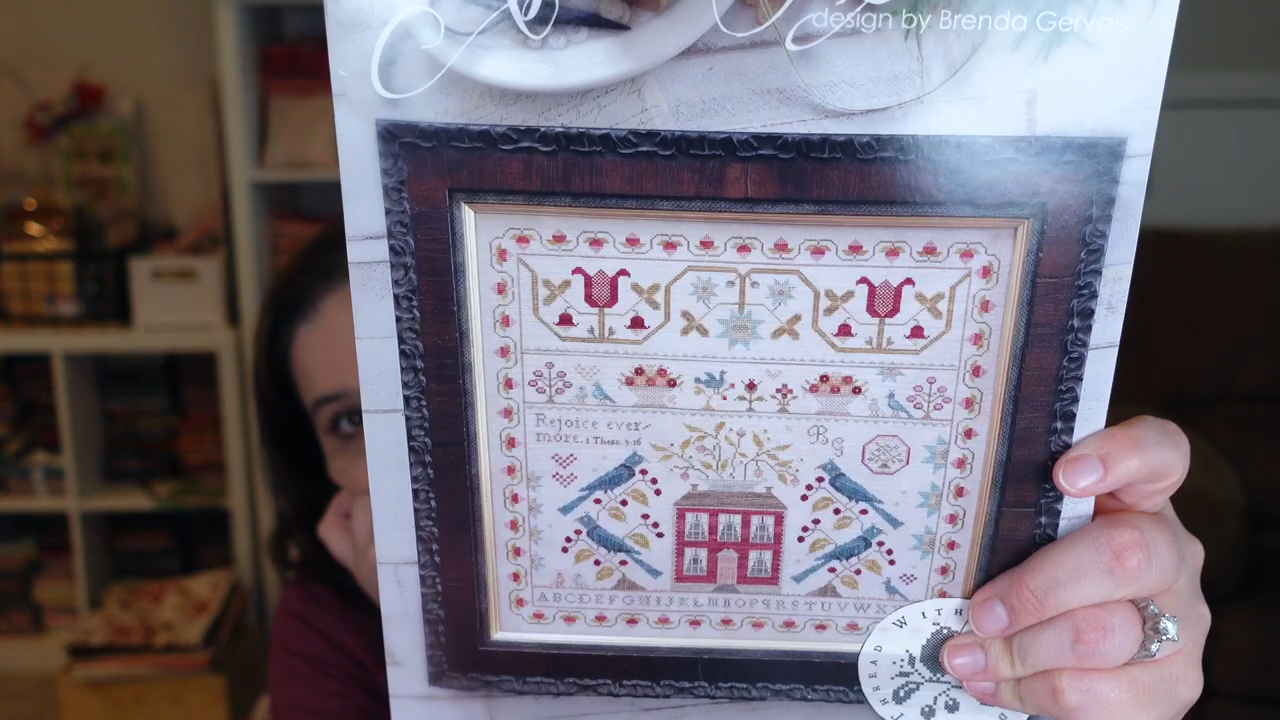 design by Brenda Gervais
Rejoice ever-
more. 1 Thess. 5:16
Bg
ABCDEFGHIJKLMNOPQRSTUVWX
THREAD WITH